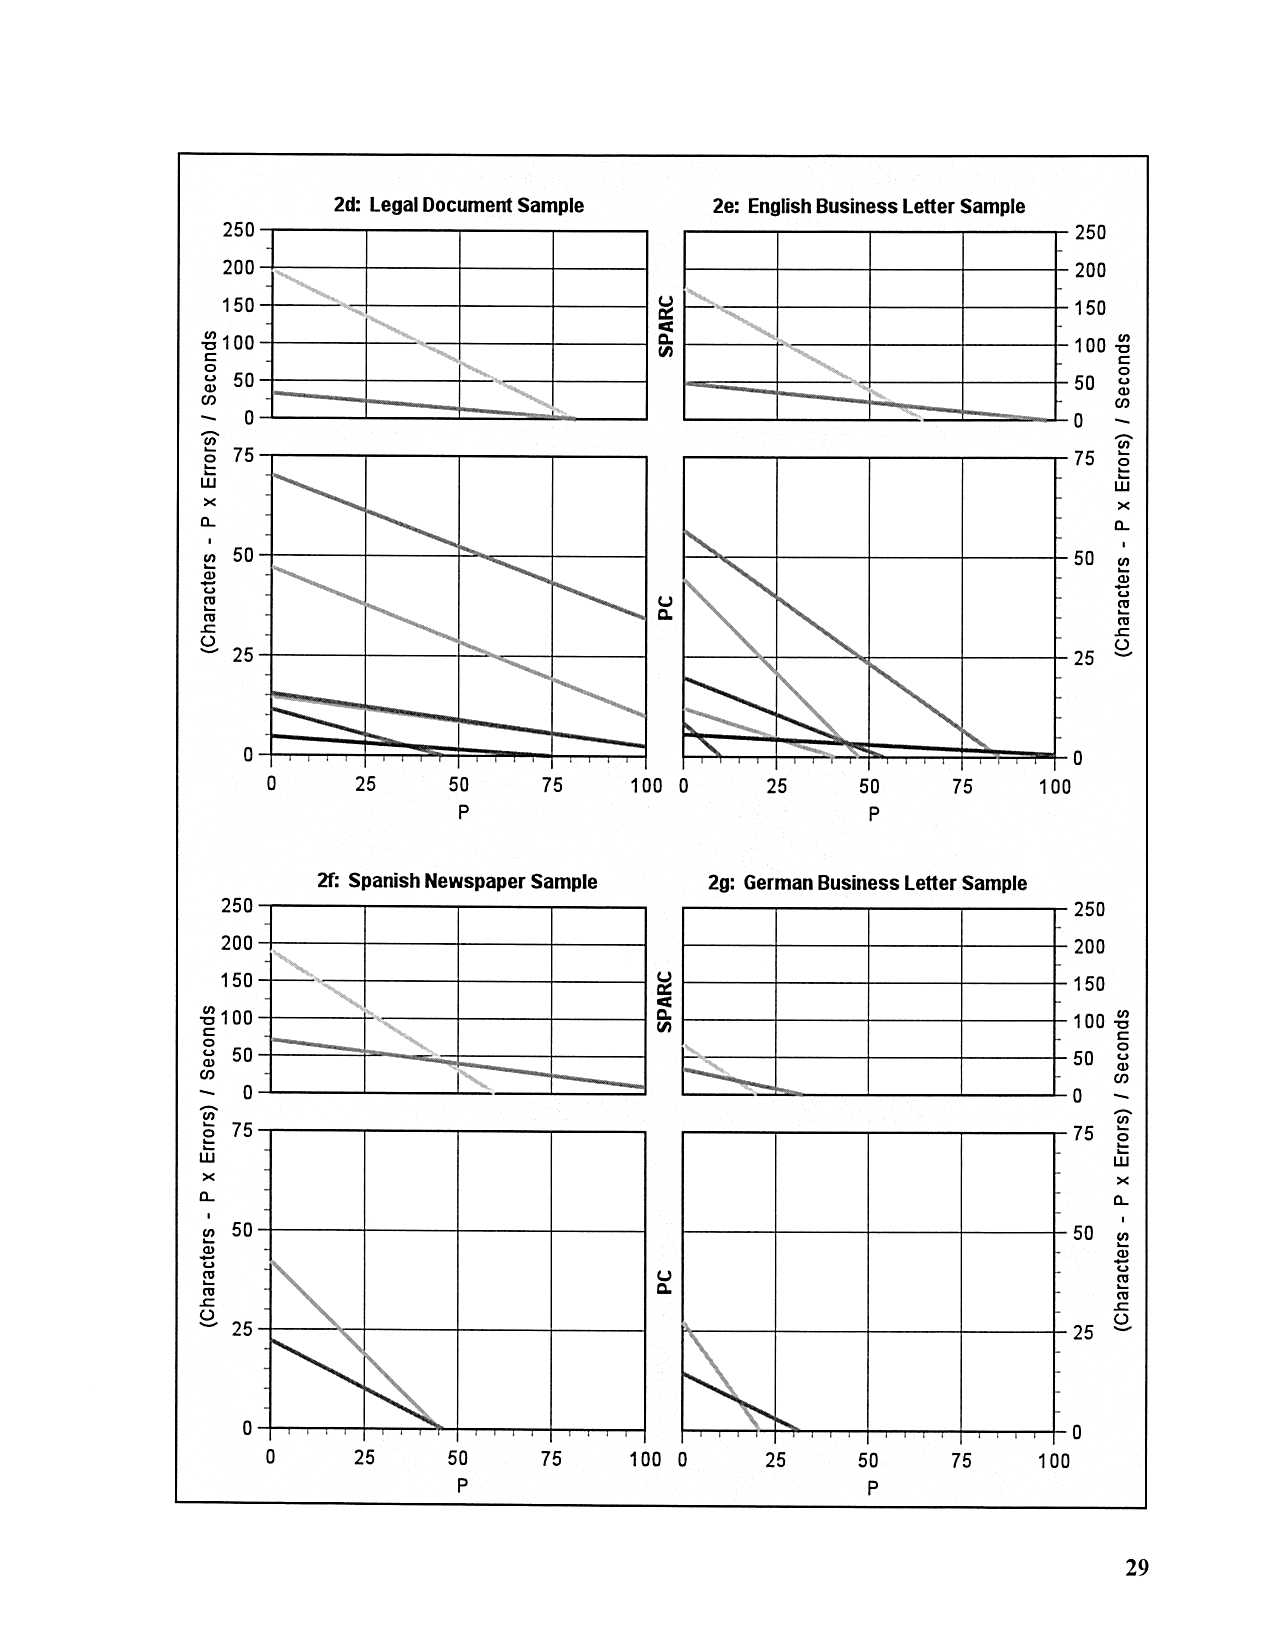 2d: Legal Document Sample
250
200
150
100
50
0
SPARC
75
50
25
0
PC
(Characters - P x Errors) / Seconds
0 25 50 75 100
P
2e: English Business Letter Sample
250
200
150
100
50
0
75
50
25
0
(Characters - P x Errors) / Seconds
0 25 50 75 100
P
2f: Spanish Newspaper Sample
250
200
150
100
50
0
SPARC
75
50
25
0
PC
(Characters - P x Errors) / Seconds
0 25 50 75 100
P
2g: German Business Letter Sample
250
200
150
100
50
0
75
50
25
0
(Characters - P x Errors) / Seconds
0 25 50 75 100
P
29